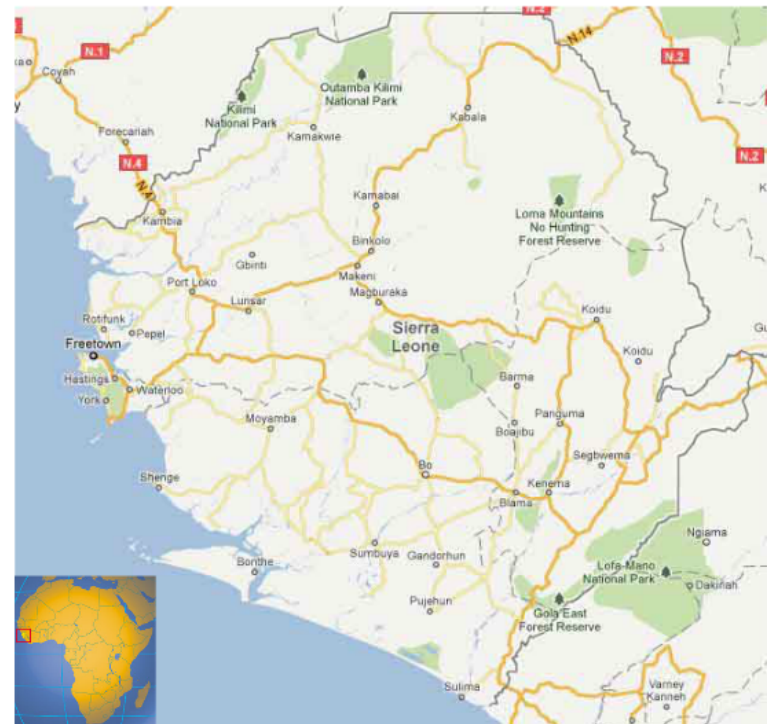 N.1
N.2
N.14
N.2
N.2
N.4
N.4
Coyah
Forecariah
Kilimi
National Park
Outamba Kilimi
National Park
Kamakwie
Kabala
Kambia
Kamabai
Loma Mountains
No Hunting
Forest Reserve
Gbinti
Binkolo
Makeni
Port Loko
Lunsar
Magburaka
Rotifunk
Pepel
Sierra
Leone
Koidu
Freetown
Koidu
Hastings
Waterloo
York
Barma
Moyamba
Panguma
Boajibu
Segbwema
Bo
Shenge
Kenema
Blama
Sumbuya
Gandorhun
Ngiama
Bonthe
Lofa-Mano
National Park
Dakinah
Pujehun
Gola East
Forest Reserve
Sulima
Varney
Kanneh